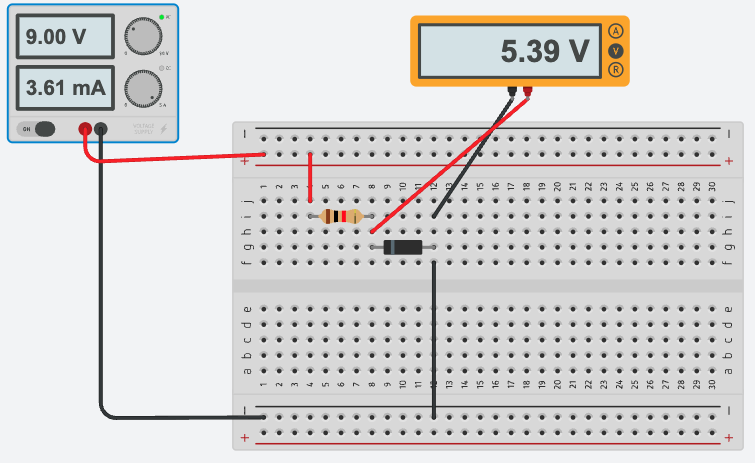 9.00 V
3.61 mA
ON
VOLTAGE
SUPPLY
5.39 V
A
V
R
−
−
+
+
1 2 3 4 5 6 7 8 9 10 11 12 13 14 15 16 17 18 19 20 21 22 23 24 25 26 27 28 29 30
j j
i i
h h
g g
f f
e e
d d
c c
b b
a a
1 2 3 4 5 6 7 8 9 10 11 12 13 14 15 16 17 18 19 20 21 22 23 24 25 26 27 28 29 30
−
−
+
+